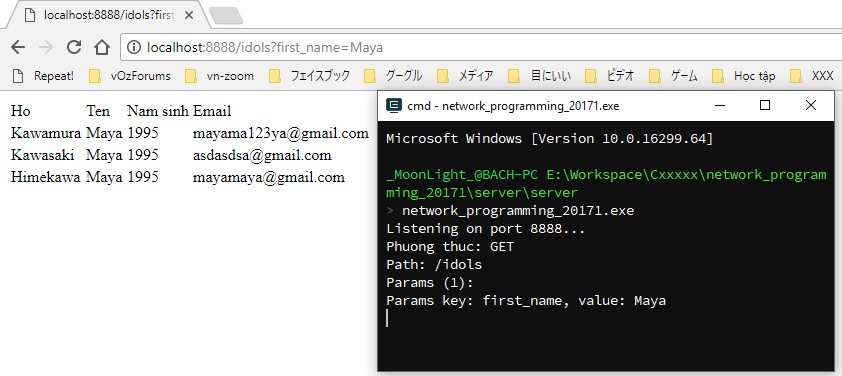 localhost:8888/idols?first
localhost:8888/idols?first_name=Maya
Repeat! vOzForums vn-zoom フェイスブック グーグル メディア 目にいい ビデオ ゲーム Học tập XXX
Ho Ten Nam sinh Email
Kawamura Maya 1995 mayama123ya@gmail.com
Kawasaki Maya 1995 asdasdsa@gmail.com
Himekawa Maya 1995 mayamaya@gmail.com
cmd - network_programming_20171.exe
Microsoft Windows [Version 10.0.16299.64]
_MoonLight_@BACH-PC E:\Workspace\Cxxxxx\network_program
ming_20171\server\server
> network_programming_20171.exe
Listening on port 8888...
Phuong thuc: GET
Path: /idols
Params (1):
Params key: first_name, value: Maya